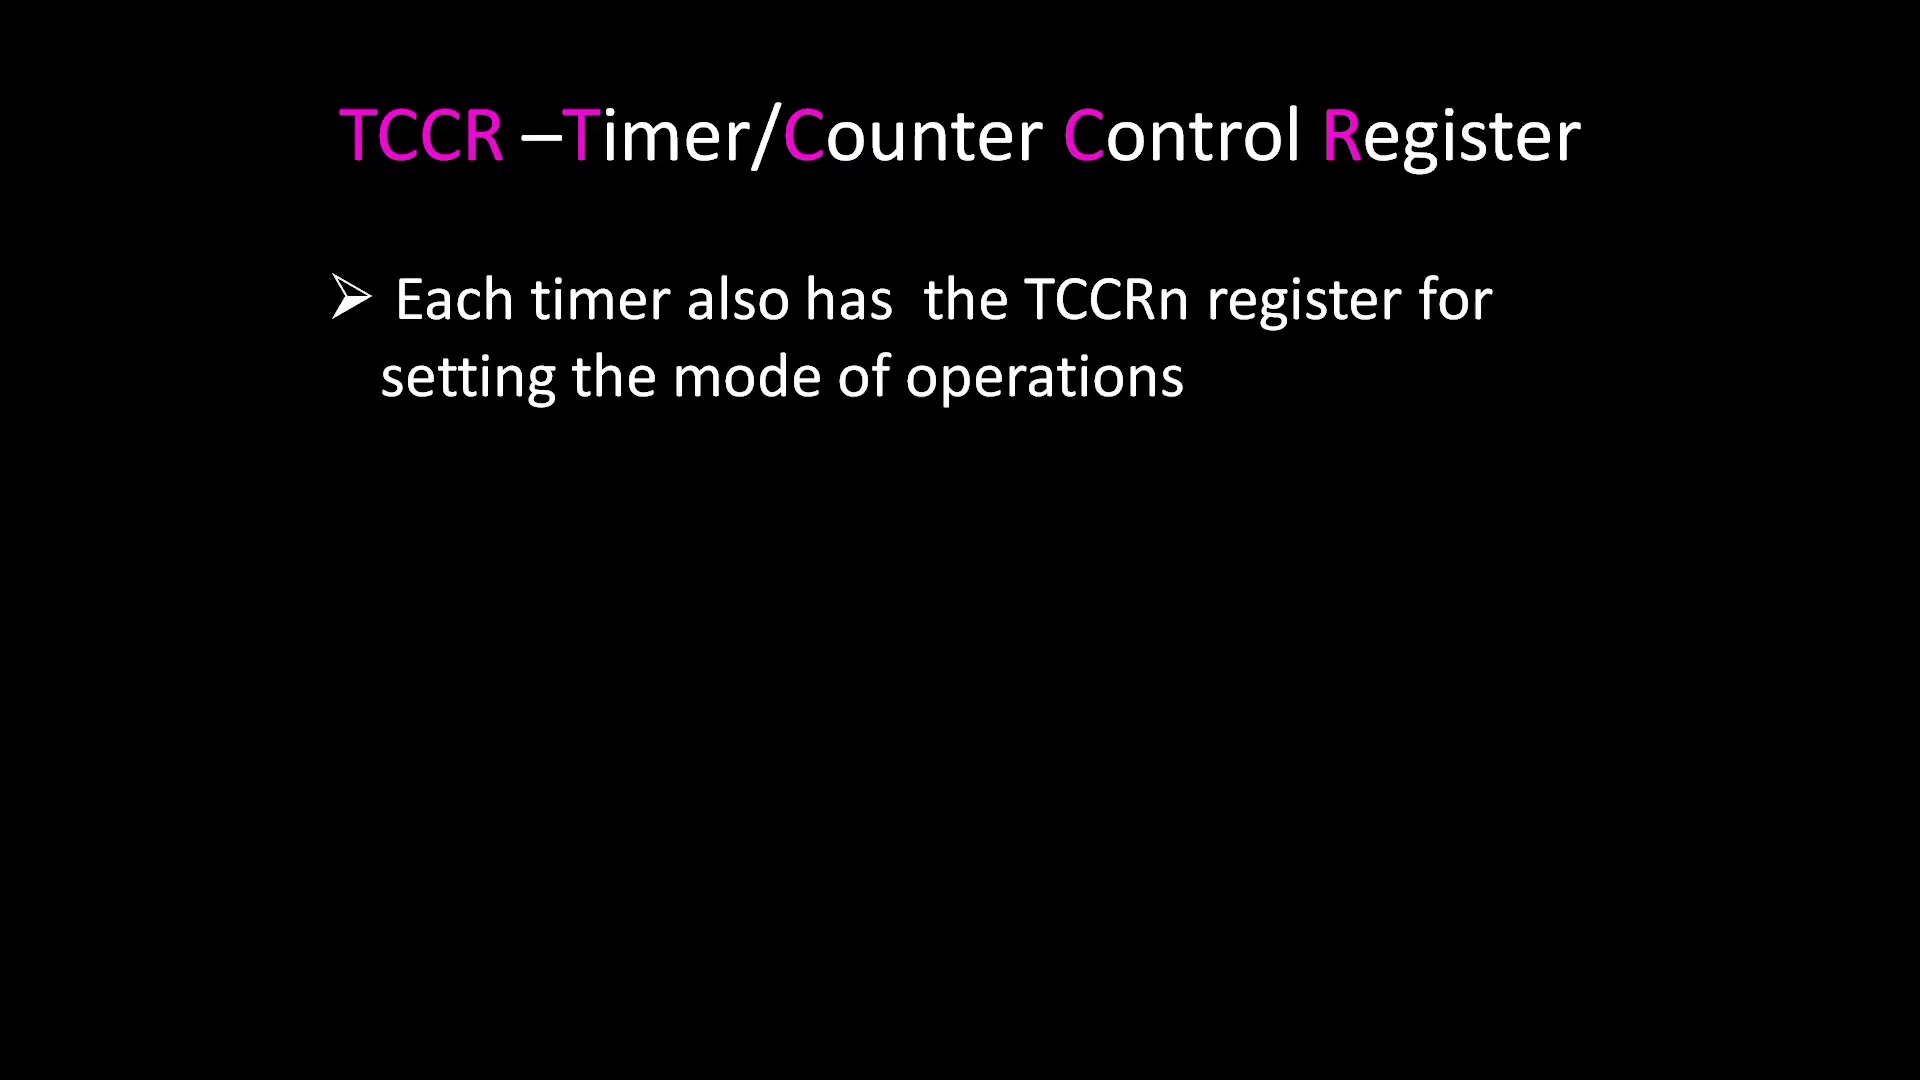 TCCR –Timer/Counter Control Register
➢ Each timer also has  the TCCRn register for
setting the mode of operations